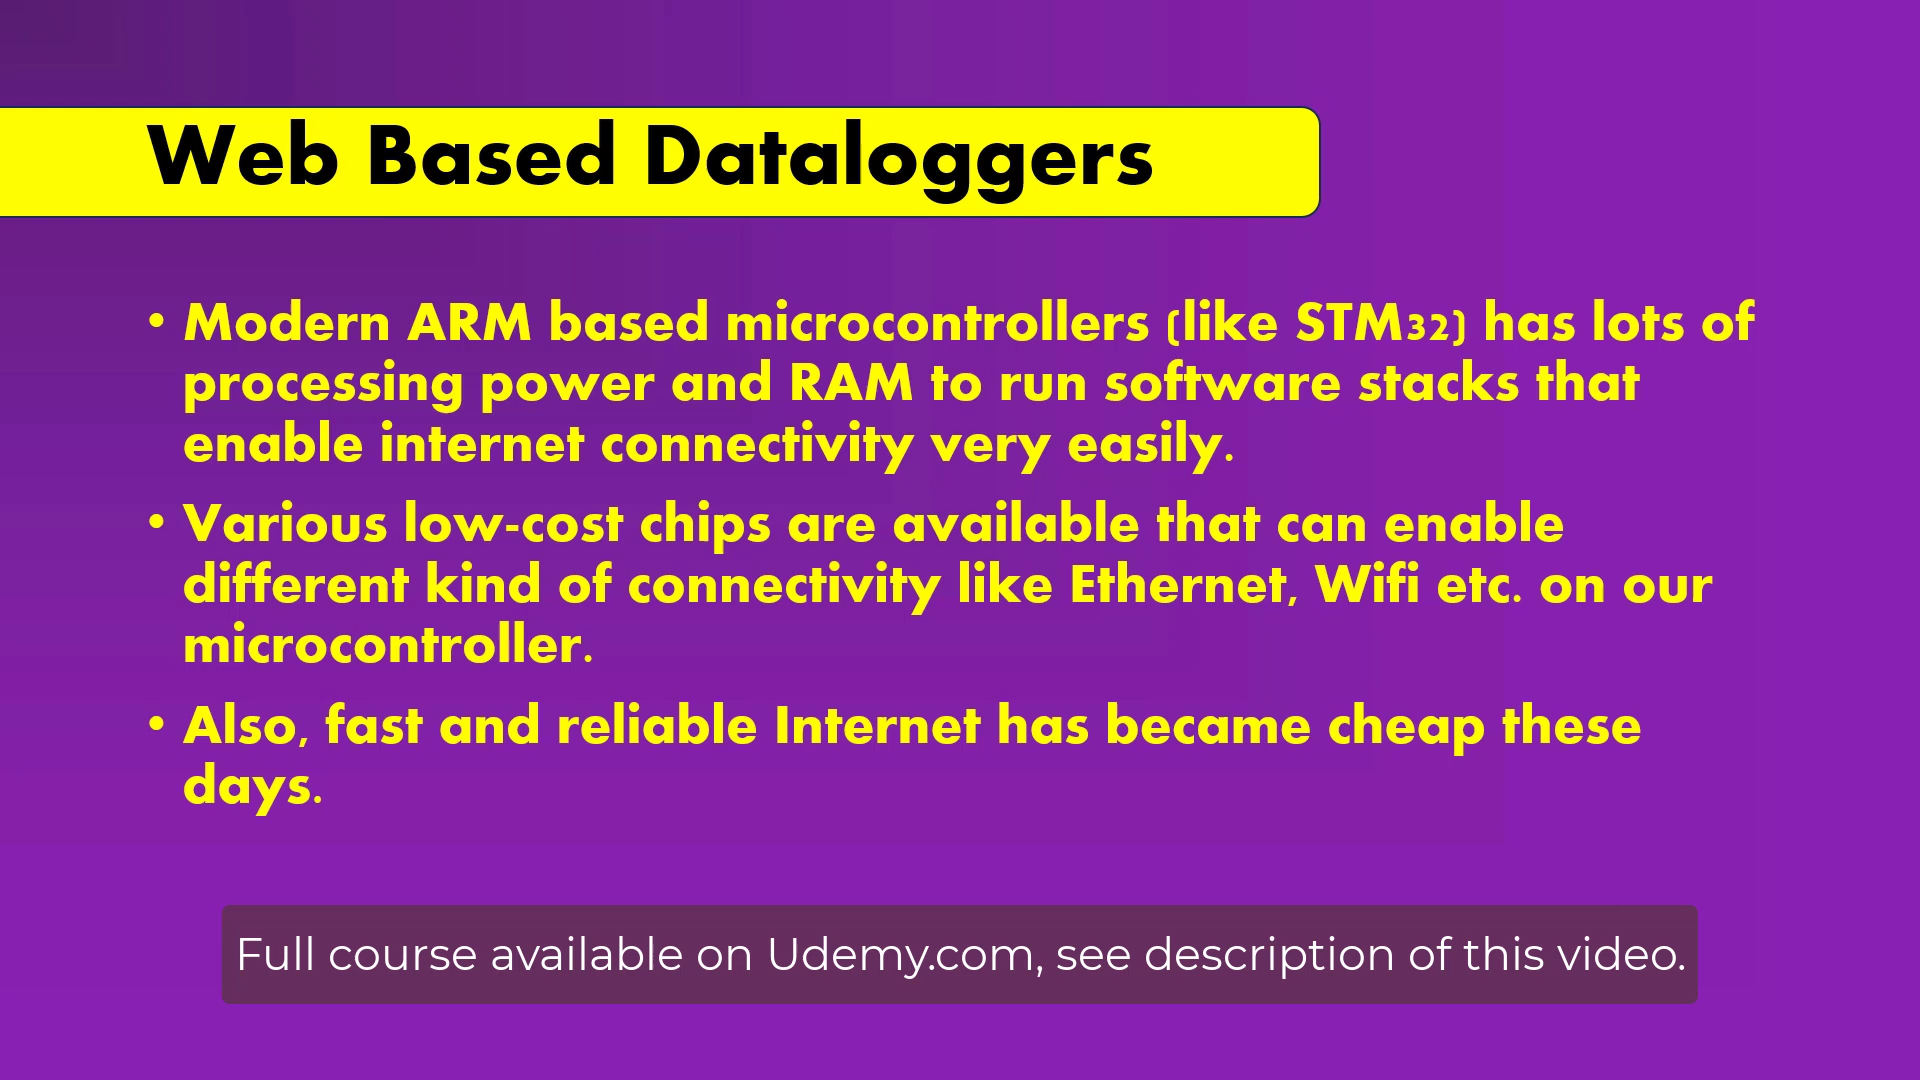 Web Based Dataloggers
• Modern ARM based microcontrollers (like STM32) has lots of
processing power and RAM to run software stacks that
enable internet connectivity very easily.
• Various low-cost chips are available that can enable
different kind of connectivity like Ethernet, Wifi etc. on our
microcontroller.
• Also, fast and reliable Internet has became cheap these
days.
Full course available on Udemy.com, see description of this video.